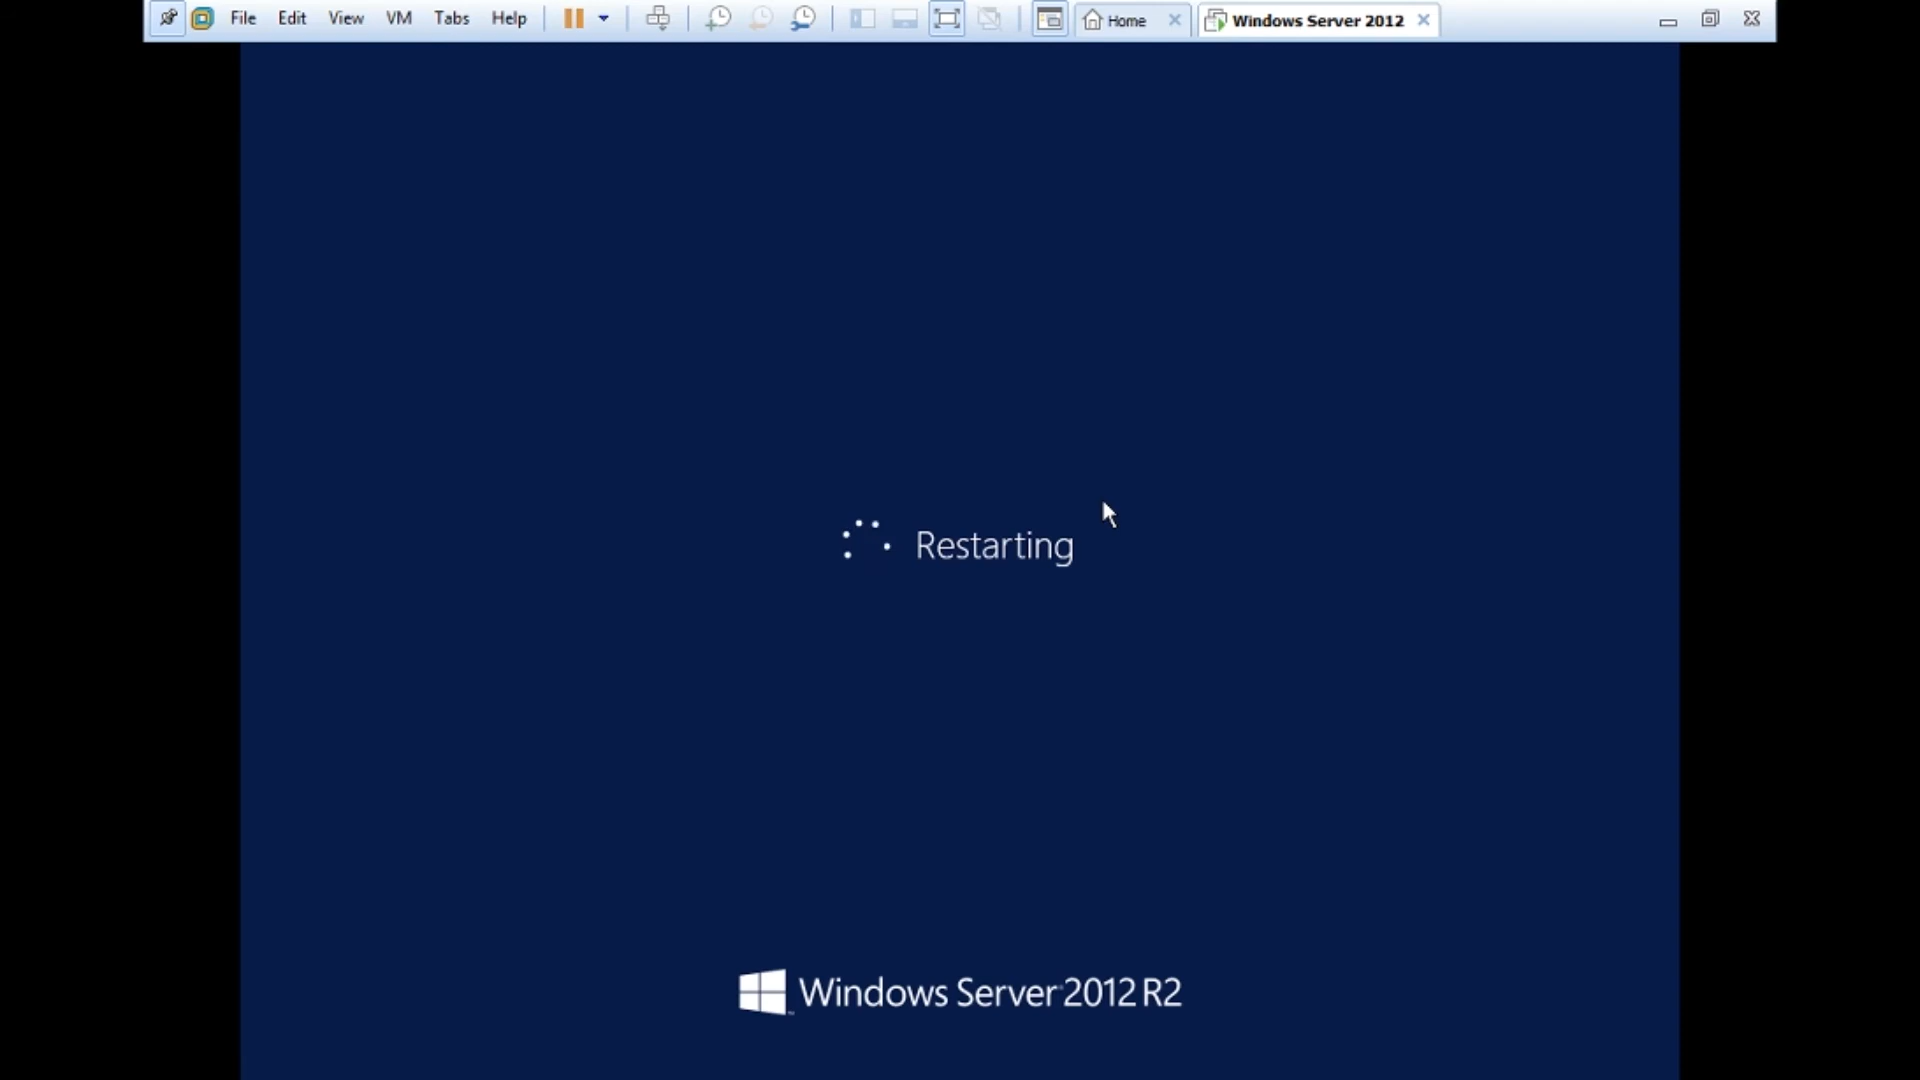 File Edit View VM Tabs Help Home Windows Server 2012
Restarting
Windows Server 2012 R2